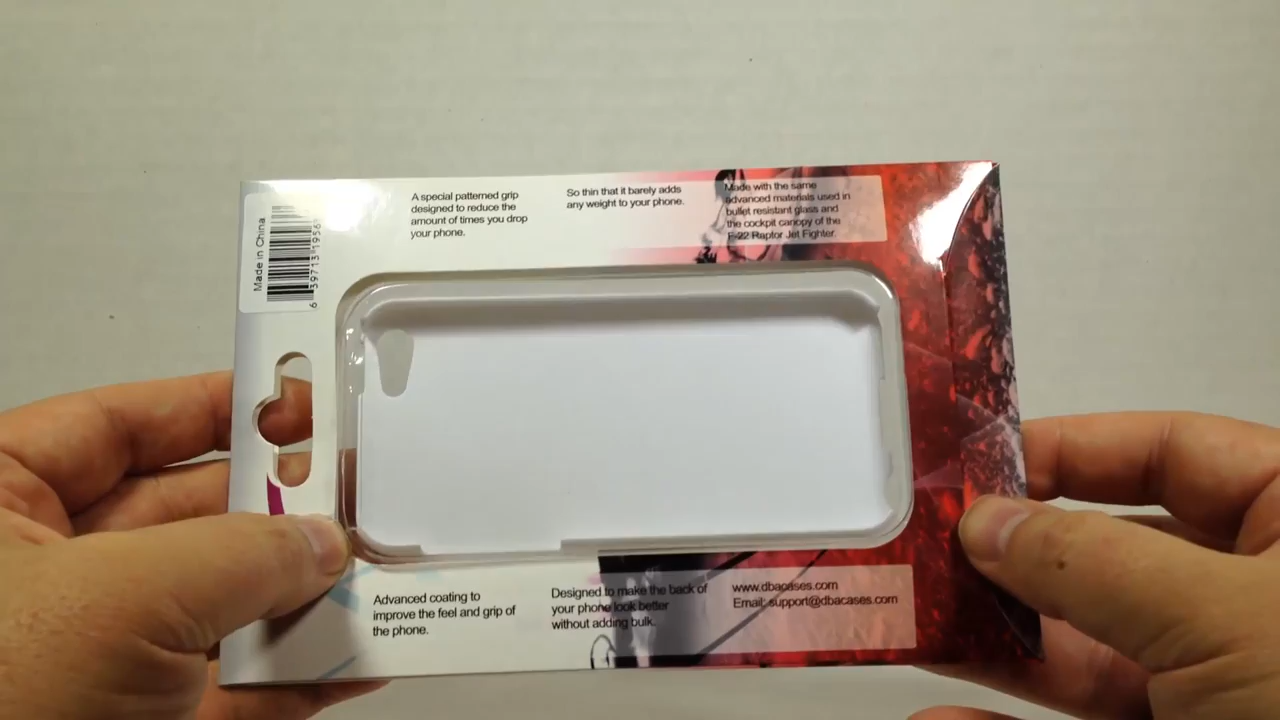 Made in China
6 39713 1956
A special patterned grip
designed to reduce the
amount of times you drop
your phone.
So thin that it barely adds
any weight to your phone.
Made with the same
advanced materials used in
bullet resistant glass and
the cockpit canopy of the
F-22 Raptor Jet Fighter.
Advanced coating to
improve the feel and grip of
the phone.
Designed to make the back of
your phone look better
without adding bulk.
www.dbacases.com
Email: support@dbacases.com